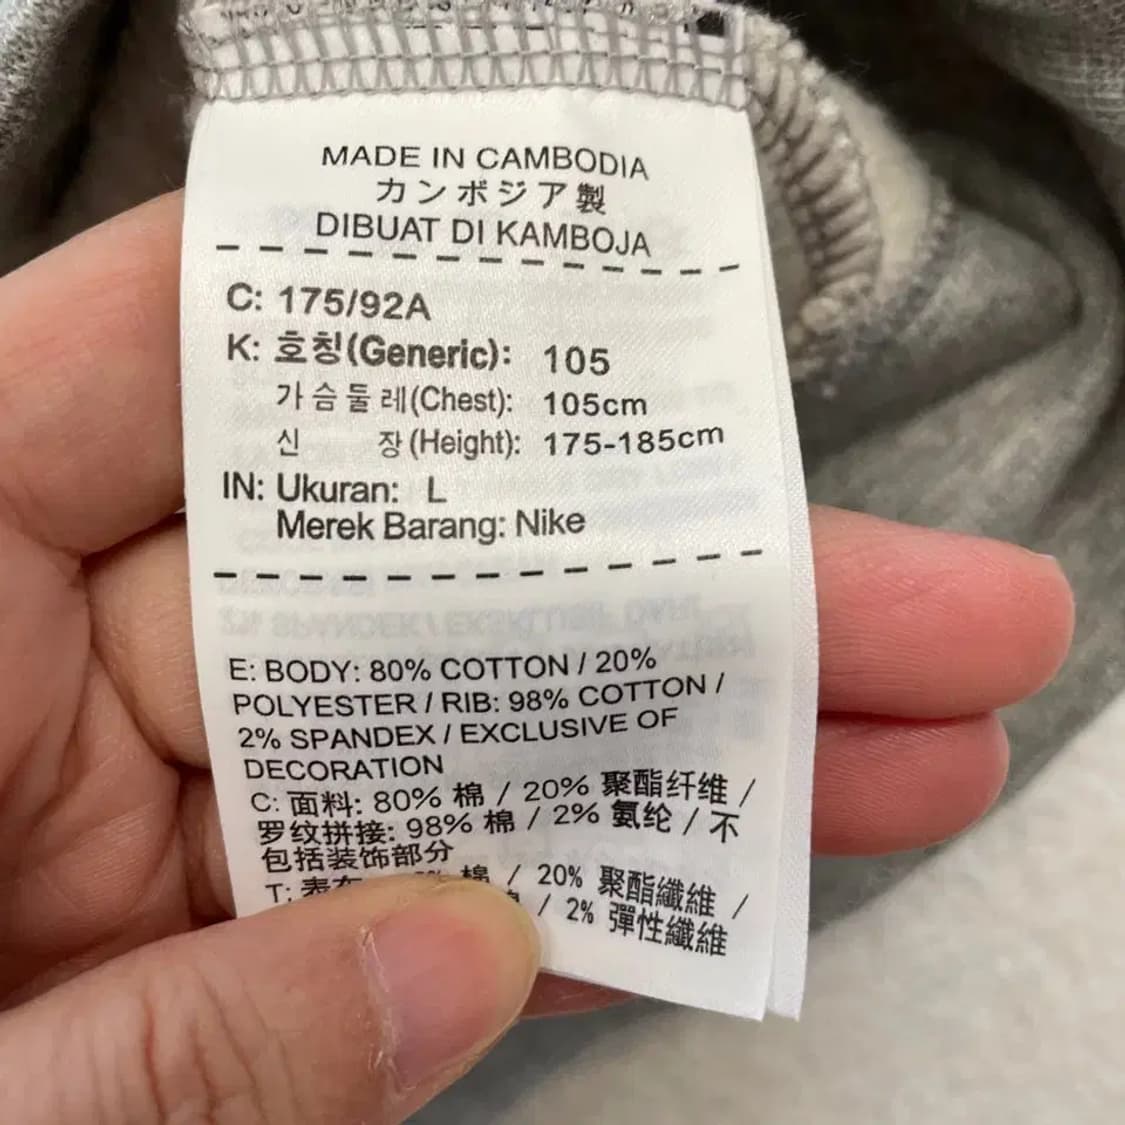 MADE IN CAMBODIA
カンボジア製
DIBUAT DI KAMBOJA
C: 175/92A
K: 호칭(Generic): 105
가슴둘레(Chest): 105cm
신 장(Height): 175-185cm
IN: Ukuran: L
Merek Barang: Nike
E: BODY: 80% COTTON / 20%
POLYESTER / RIB: 98% COTTON /
2% SPANDEX / EXCLUSIVE OF
DECORATION
C: 面料: 80% 棉 / 20% 聚酯纤维 /
罗纹拼接: 98% 棉 / 2% 氨纶 / 不
包括装饰部分
T: 表布 棉 / 20% 聚酯纖維 /
/ 2% 彈性纖維